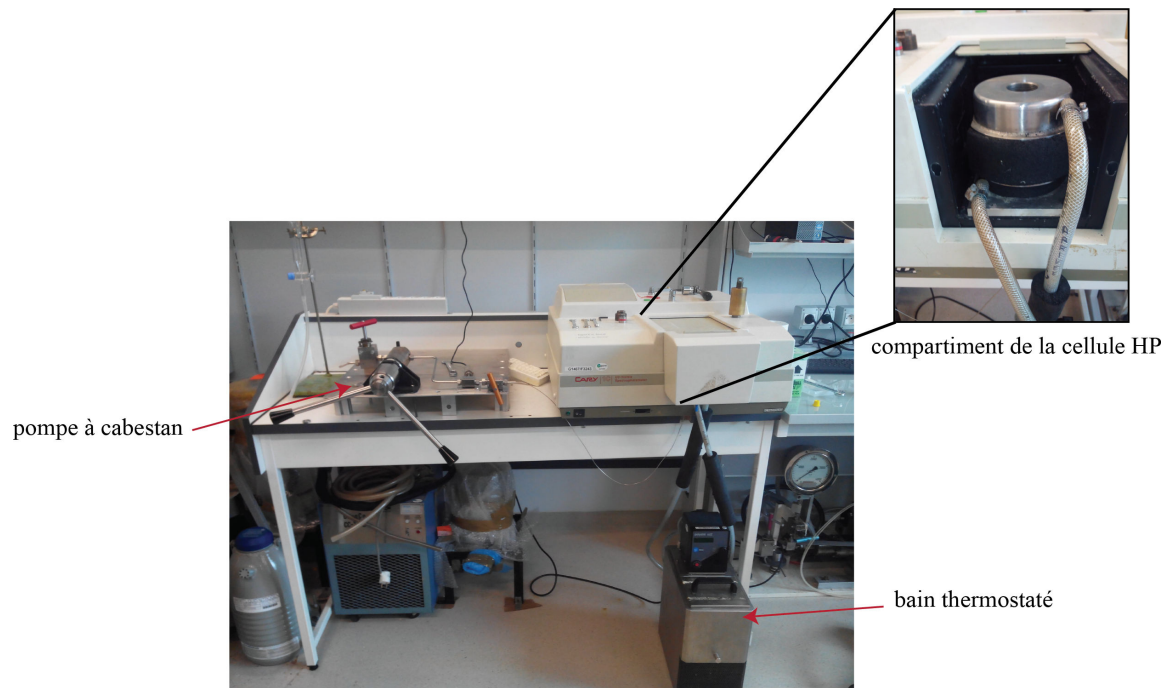 compartiment de la cellule HP
pompe à cabestan
CARY
bain thermostaté